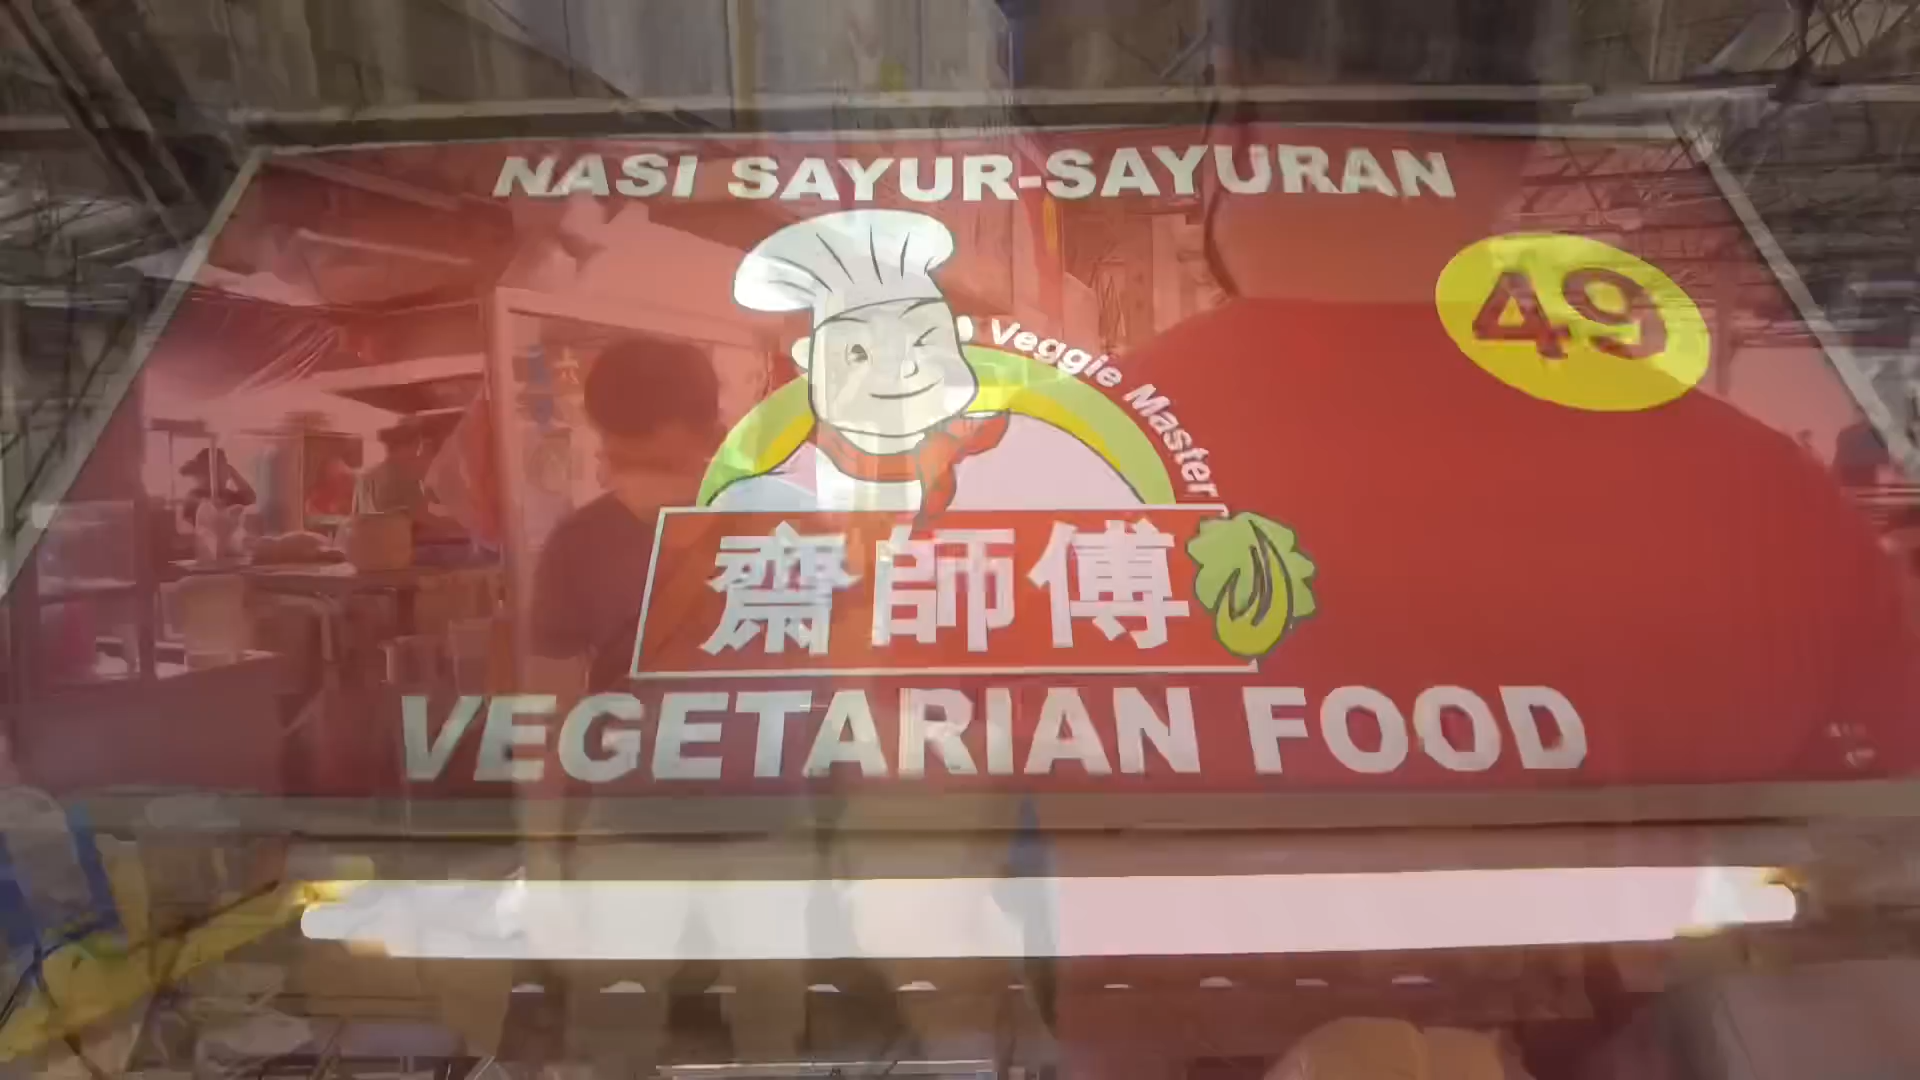 NASI SAYUR-SAYURAN
49
Veggie Master
齋師傅
VEGETARIAN FOOD